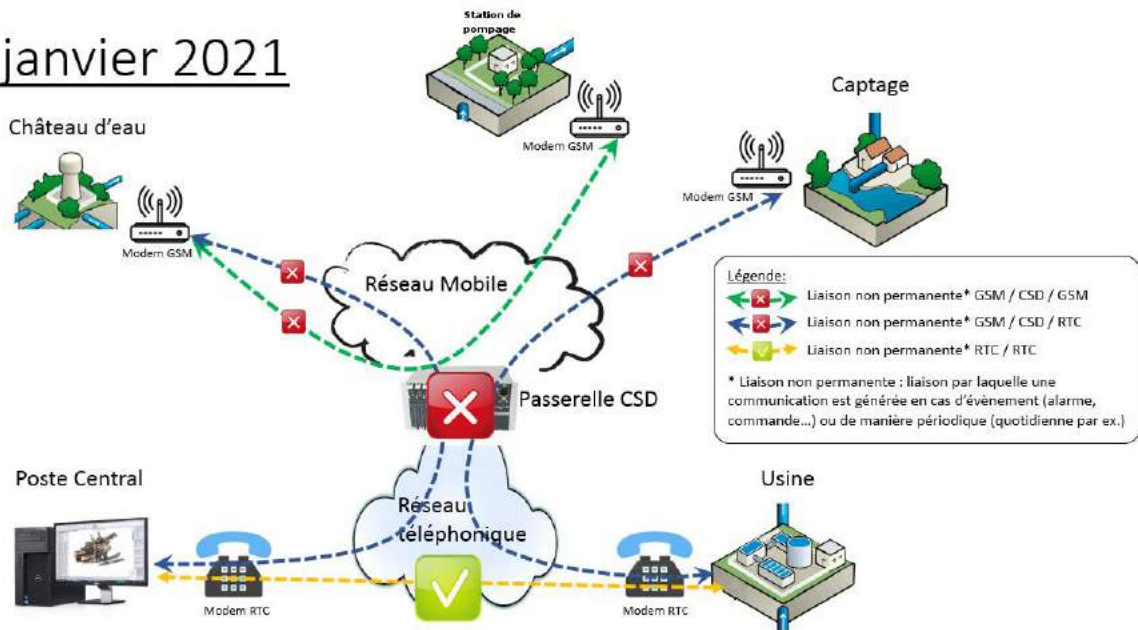 janvier 2021
Station de
pompage
Captage
Château d'eau
Modem GSM
Modem GSM
Modem GSM
Réseau Mobile
Légende:
Liaison non permanente* GSM / CSD / GSM
Liaison non permanente* GSM / CSD / RTC
Liaison non permanente* RTC / RTC
* Liaison non permanente : liaison par laquelle une
communication est générée en cas d'évènement (alarme,
commande...) ou de manière périodique (quotidienne par ex.)
Passerelle CSD
Poste Central
Réseau
téléphonique
Usine
Modem RTC
Modem RTC